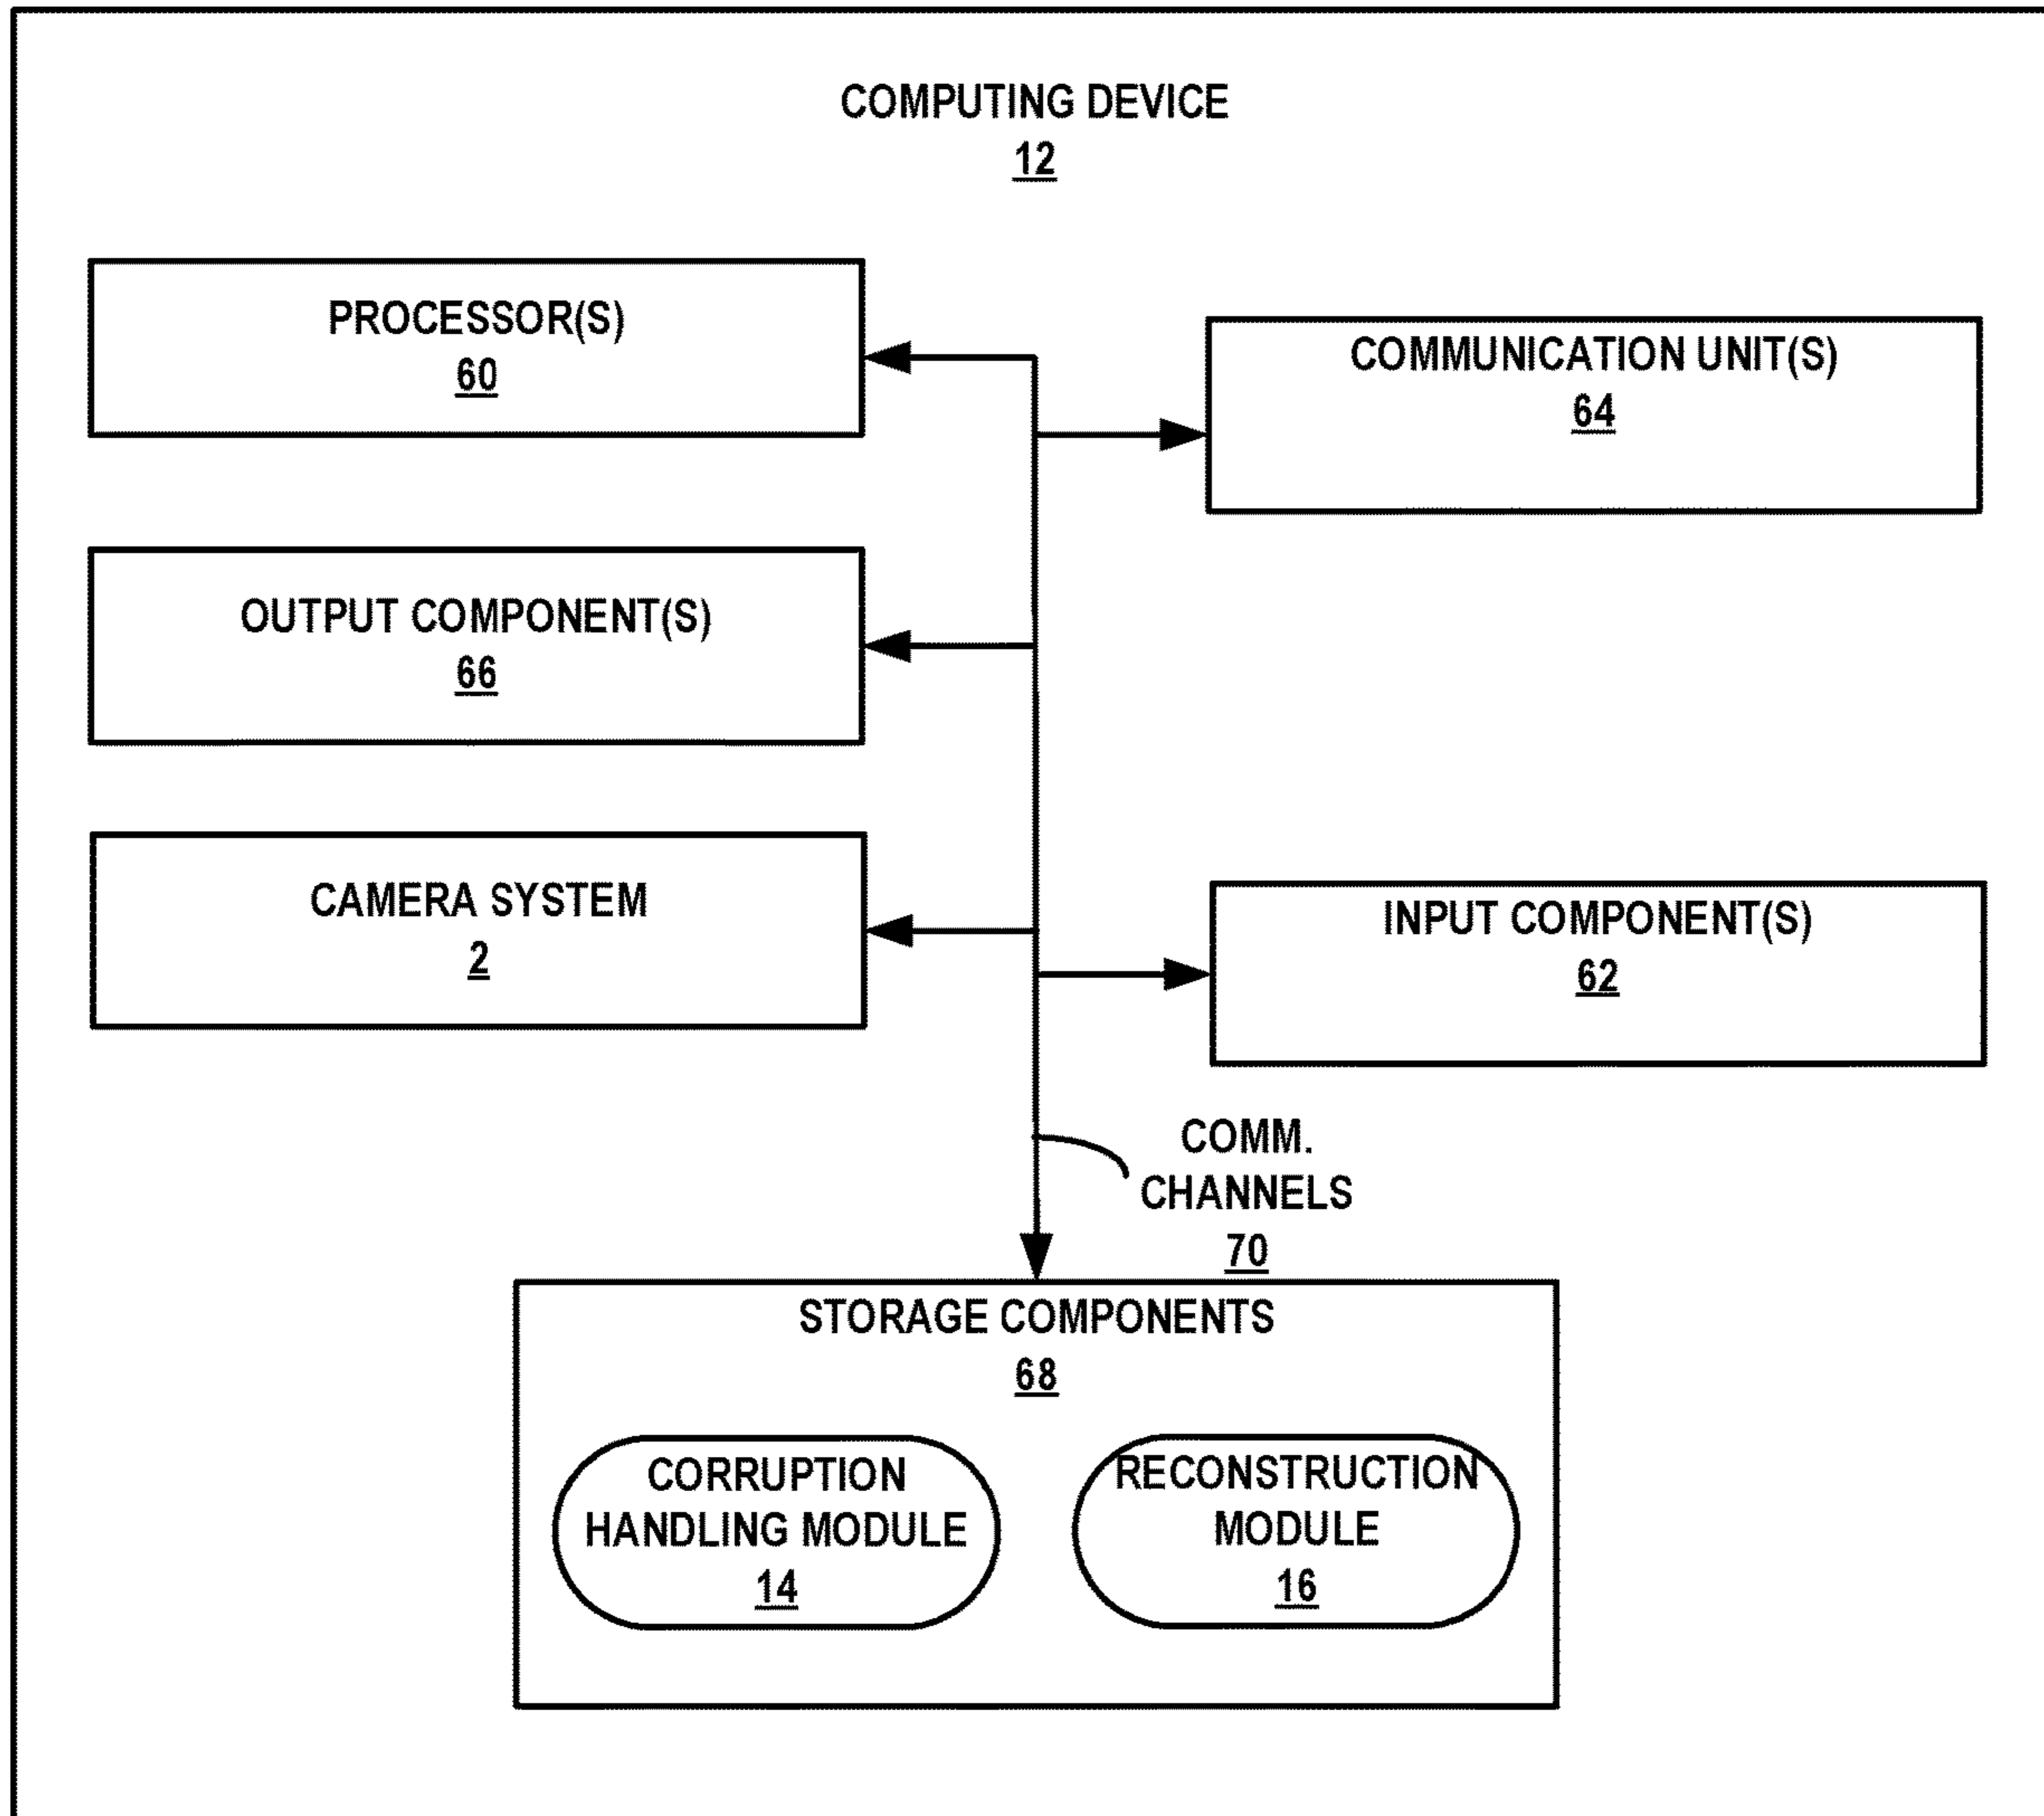 COMPUTING DEVICE
12
PROCESSOR(S)
60
COMMUNICATION UNIT(S)
64
OUTPUT COMPONENT(S)
66
CAMERA SYSTEM
2
INPUT COMPONENT(S)
62
COMM.
CHANNELS
70
STORAGE COMPONENTS
68
CORRUPTION
HANDLING MODULE
14
RECONSTRUCTION
MODULE
16